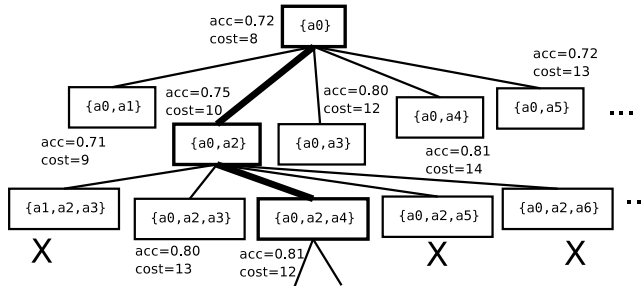 acc=0.72
cost=8
{a0}
acc=0.75
cost=10
acc=0.80
cost=12
acc=0.72
cost=13
{a0,a1}
{a0,a2}
{a0,a3}
{a0,a4}
{a0,a5}
...
acc=0.71
cost=9
acc=0.81
cost=14
{a1,a2,a3}
{a0,a2,a3}
{a0,a2,a4}
{a0,a2,a5}
{a0,a2,a6}
..
X
acc=0.80
cost=13
acc=0.81
cost=12
X
X